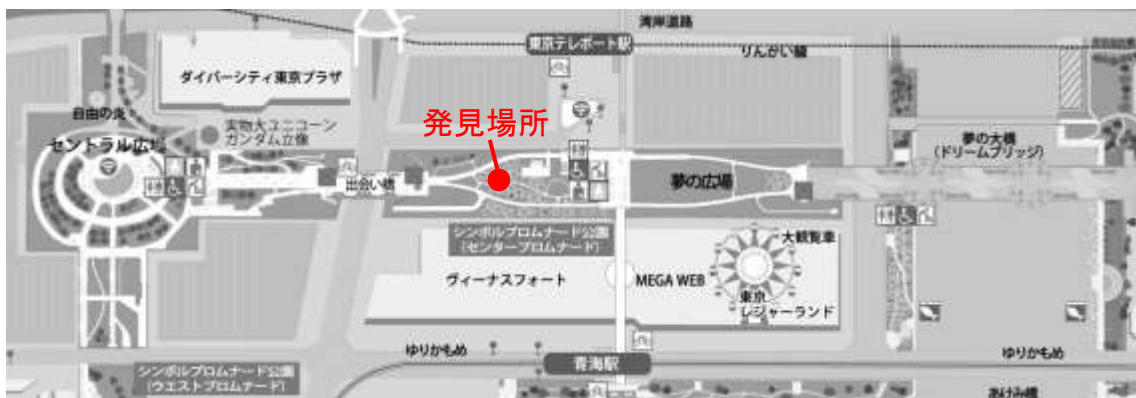 湾岸道路
東京テレポート駅
りんかい線
ダイバーシティ東京プラザ
自由の炎
実物大ユニコーン
ガンダム立像
発見場所
セントラル広場
夢の大橋
(ドリームブリッジ)
出会い橋
夢の広場
シンボルプロムナード公園
(センタープロムナード)
大観覧車
ヴィーナスフォート
MEGA WEB
東京
レジャーランド
ゆりかもめ
青海駅
ゆりかもめ
シンボルプロムナード公園
(ウエストプロムナード)
あけみ橋